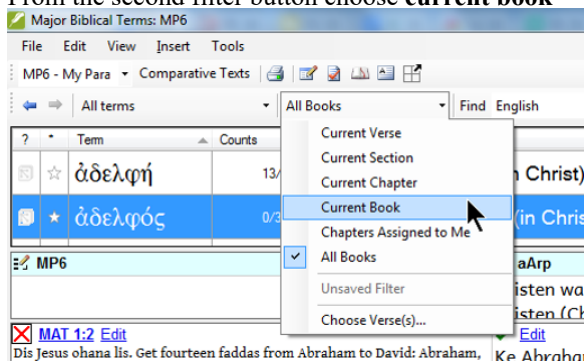 From the second filter button choose current book
Major Biblical Terms: MP6
File Edit View Insert Tools
MP6 - My Para Comparative Texts
All terms All Books Find English
? * Term Counts
Current Verse
Current Section
Current Chapter
Current Book
Chapters Assigned to Me
All Books
Unsaved Filter
Choose Verse(s)...
ἀδελφή 13/ Christ)
ἀδελφός 0/3 (in Chris
MP6 aArp
isten wa
isten (Ch
MAT 1:2 Edit Edit
Dis Jesus ohana lis. Get fourteen faddas from Abraham to David: Abraham, Ke Abraham